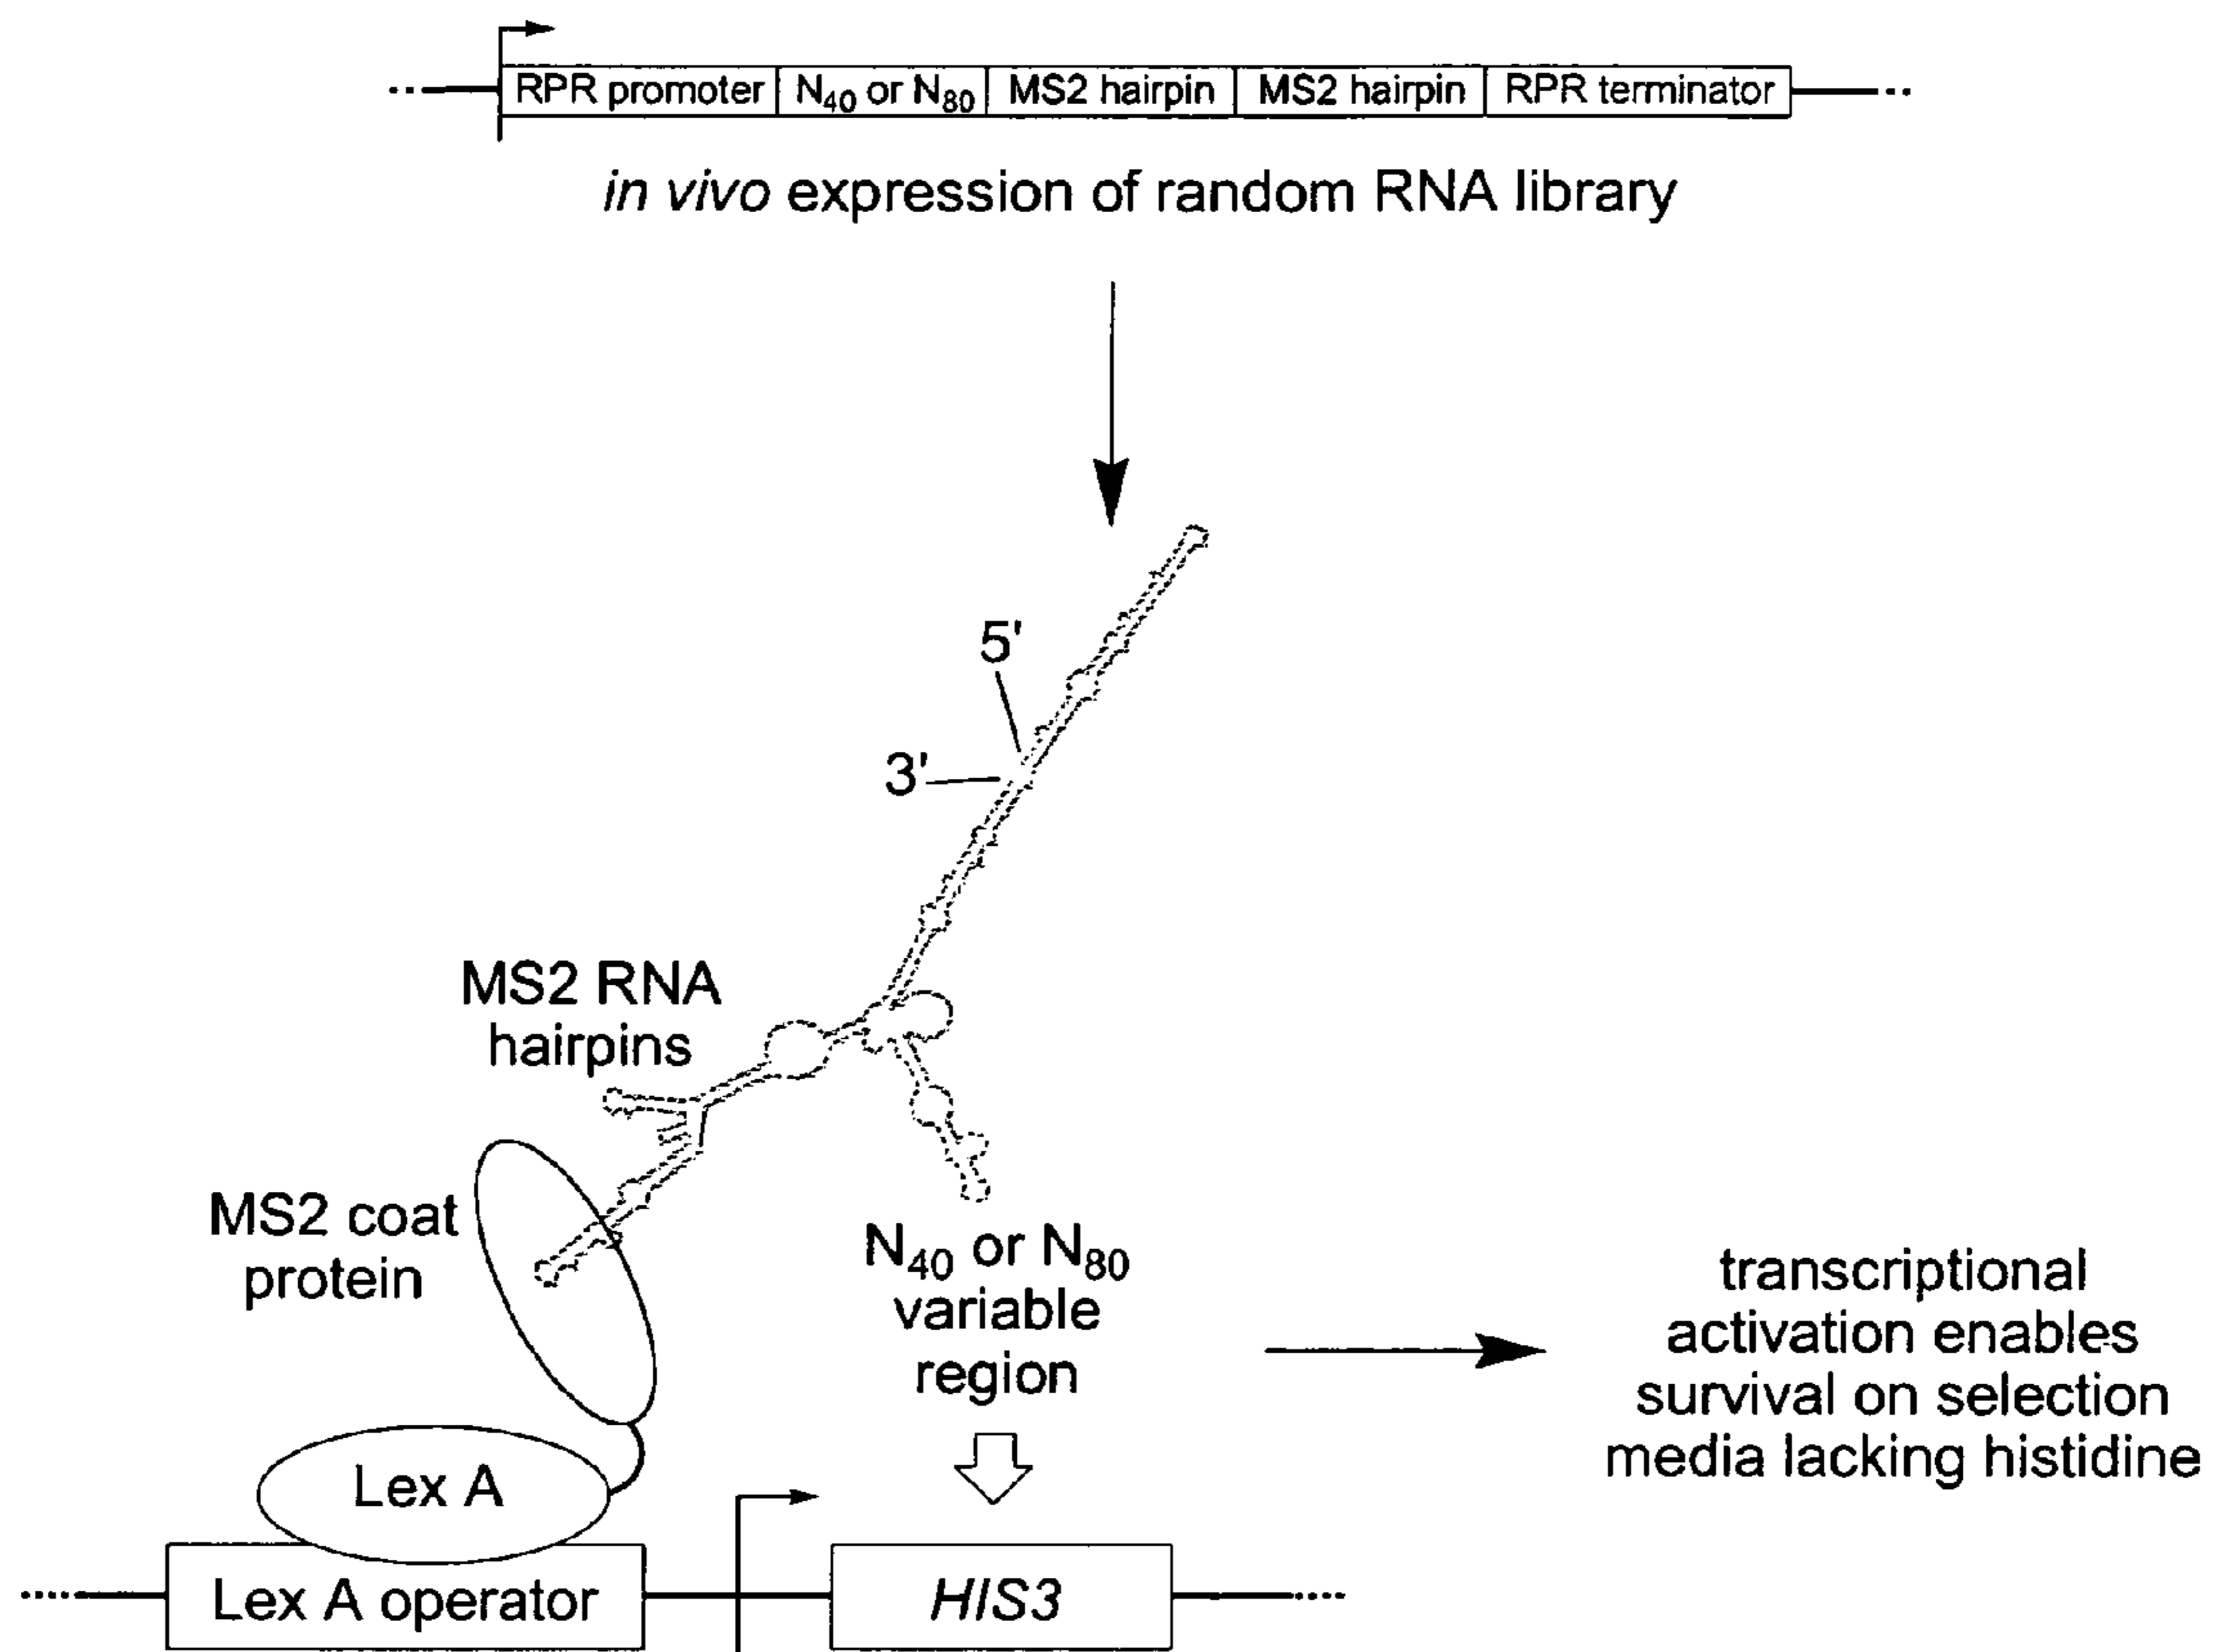 RPR promoter N40 or N80 MS2 hairpin MS2 hairpin RPR terminator
in vivo expression of random RNA library
5'
3'
MS2 RNA
hairpins
MS2 coat
protein
N40 or N80
variable
region
transcriptional
activation enables
survival on selection
media lacking histidine
Lex A
Lex A operator
HIS3